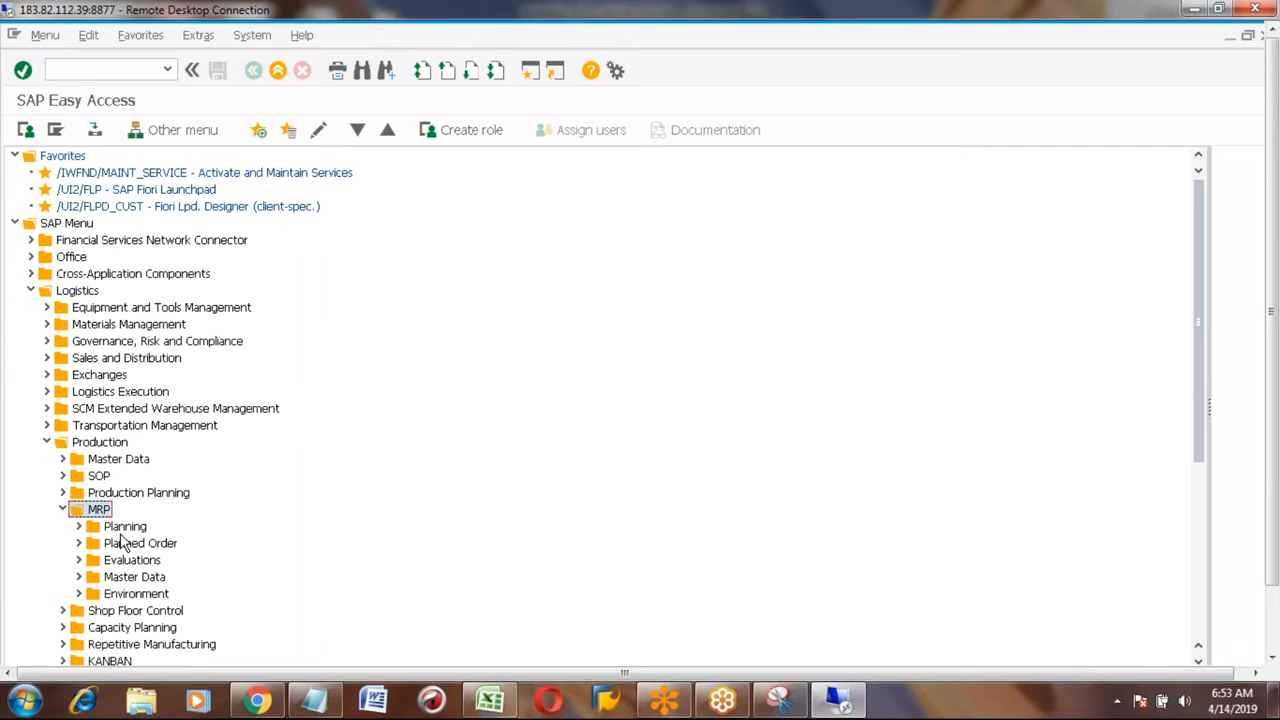 183.82.112.39:8877 - Remote Desktop Connection
Menu Edit Favorites Extras System Help
SAP Easy Access
Other menu Create role Assign users Documentation
Favorites
/IWFND/MAINT_SERVICE - Activate and Maintain Services
/UI2/FLP - SAP Fiori Launchpad
/UI2/FLPD_CUST - Fiori Lpd. Designer (client-spec.)
SAP Menu
Financial Services Network Connector
Office
Cross-Application Components
Logistics
Equipment and Tools Management
Materials Management
Governance, Risk and Compliance
Sales and Distribution
Exchanges
Logistics Execution
SCM Extended Warehouse Management
Transportation Management
Production
Master Data
SOP
Production Planning
MRP
Planning
Planned Order
Evaluations
Master Data
Environment
Shop Floor Control
Capacity Planning
Repetitive Manufacturing
KANBAN
6:53 AM
4/14/2019